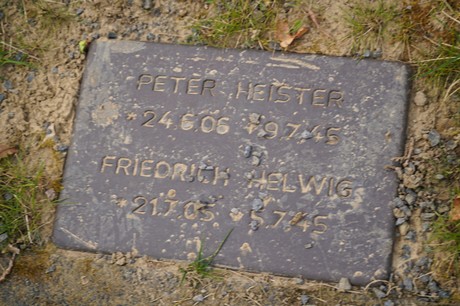 PETER HEISTER
*24.6.06 +9.7.45
FRIEDRICH HELWIG
*21.7.05 +5.7.45